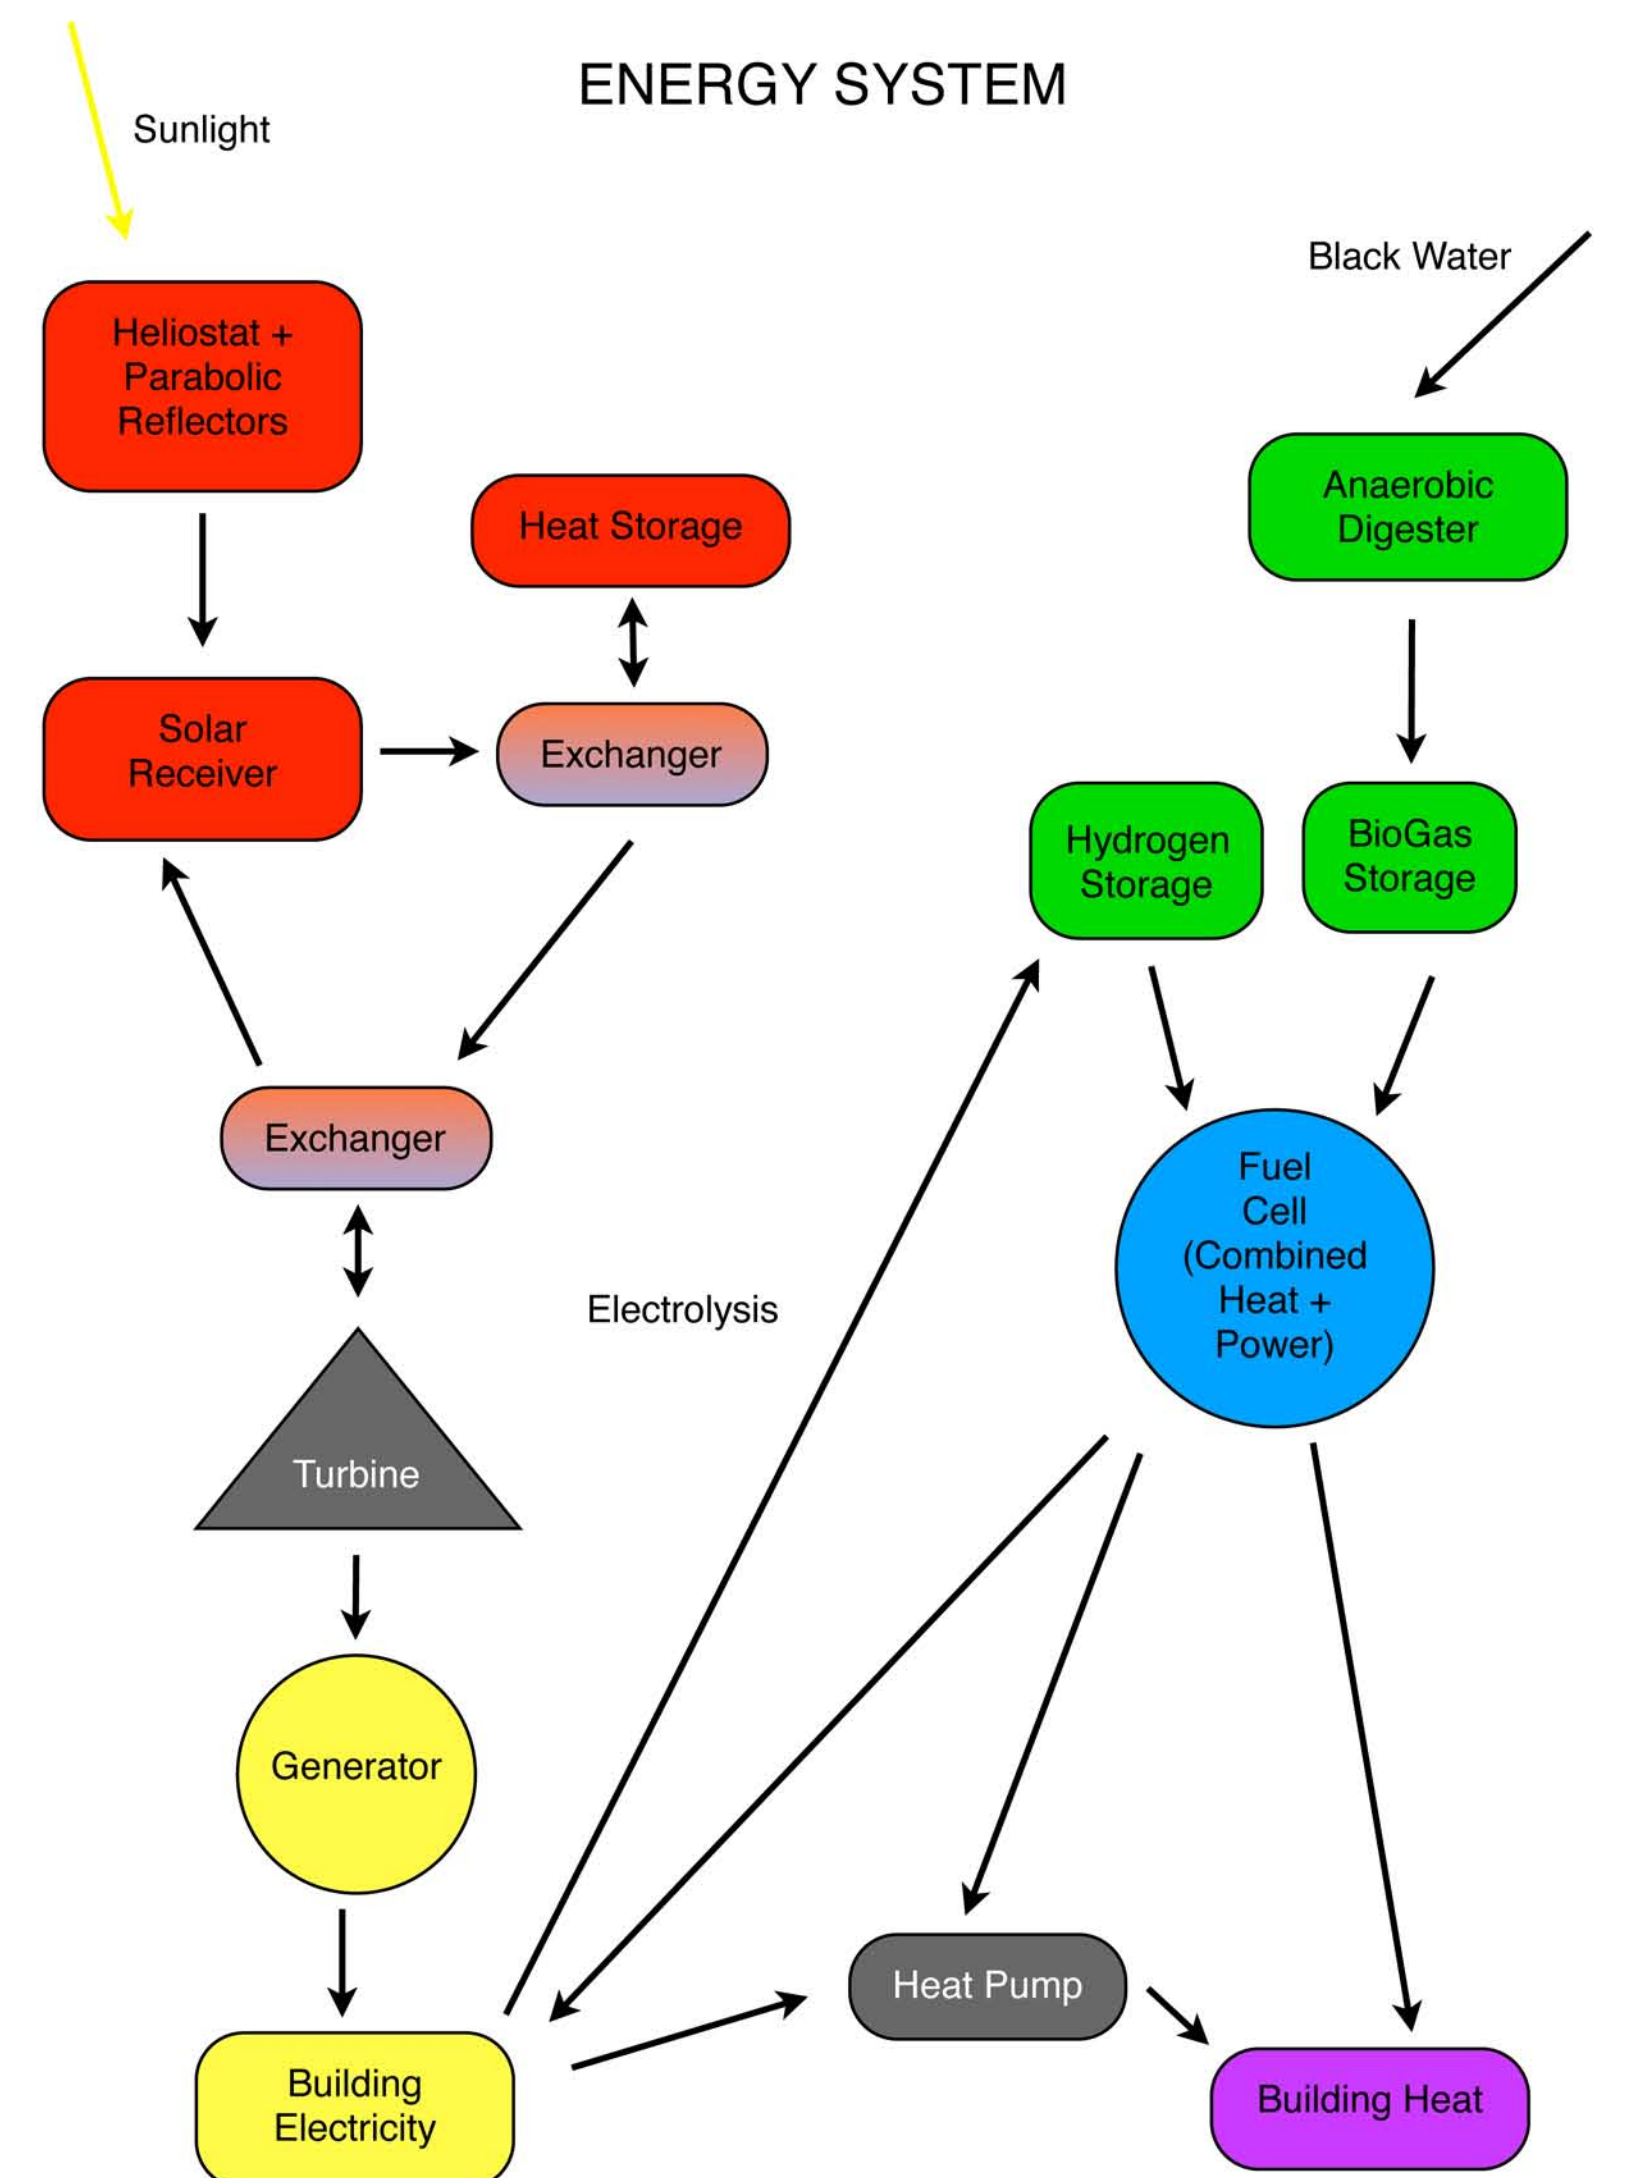 ENERGY SYSTEM
Sunlight
Black Water
Heliostat +
Parabolic
Reflectors
Heat Storage
Anaerobic
Digester
Solar
Receiver
Exchanger
Hydrogen
Storage
BioGas
Storage
Exchanger
Fuel
Cell
(Combined
Heat +
Power)
Electrolysis
Turbine
Generator
Heat Pump
Building
Electricity
Building Heat